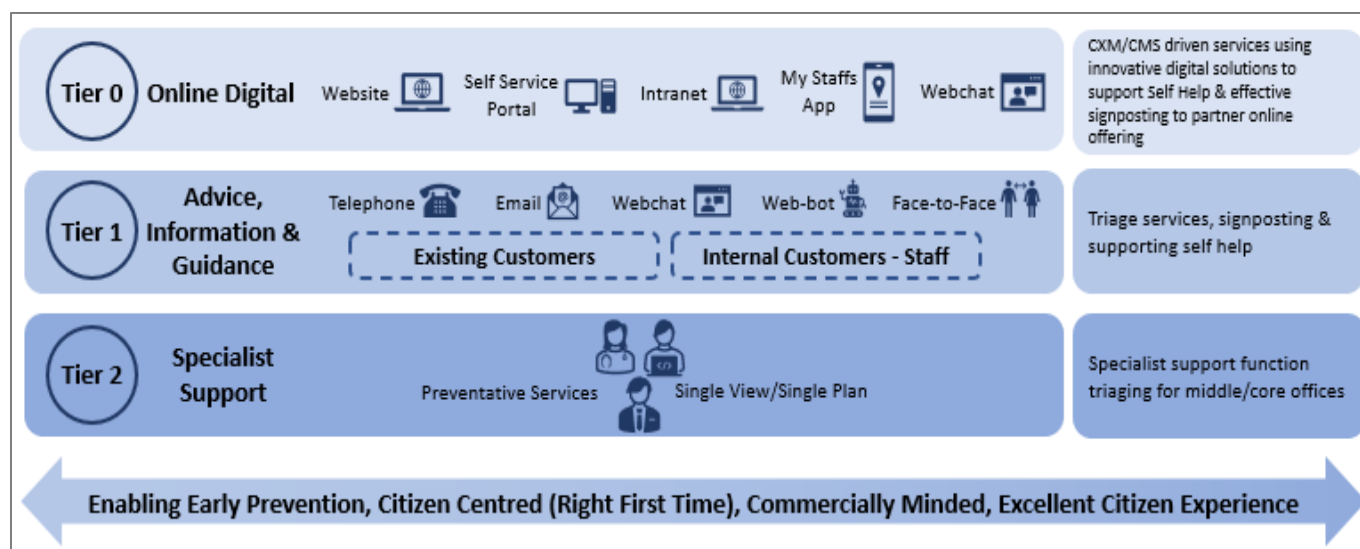 Tier 0
Online Digital
Website
Self Service
Portal
Intranet
My Staffs
App
Webchat
CXM/CMS driven services using
innovative digital solutions to
support Self Help & effective
signposting to partner online
offering
Tier 1
Advice,
Information &
Guidance
Telephone
Email
Webchat
Web-bot
Face-to-Face
Existing Customers
Internal Customers - Staff
Triage services, signposting &
supporting self help
Tier 2
Specialist
Support
Preventative Services
Single View/Single Plan
Specialist support function
triaging for middle/core offices
Enabling Early Prevention, Citizen Centred (Right First Time), Commercially Minded, Excellent Citizen Experience